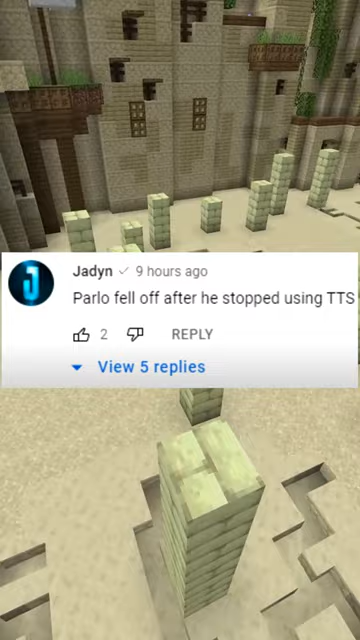 Jadyn ✓ 9 hours ago
Parlo fell off after he stopped using TTS
2 REPLY
View 5 replies